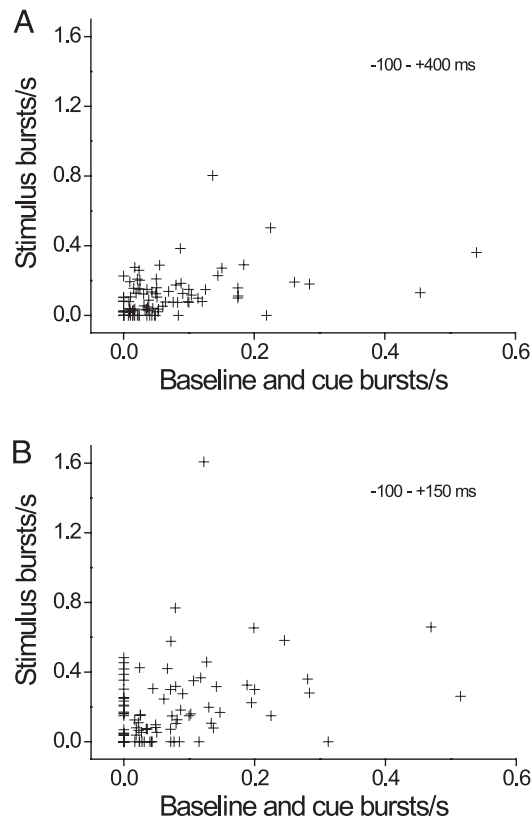 A
Stimulus bursts/s
1.6
1.2
0.8
0.4
0.0
-100 - +400 ms
0.0 0.2 0.4 0.6
Baseline and cue bursts/s
B
Stimulus bursts/s
1.6
1.2
0.8
0.4
0.0
-100 - +150 ms
0.0 0.2 0.4 0.6
Baseline and cue bursts/s